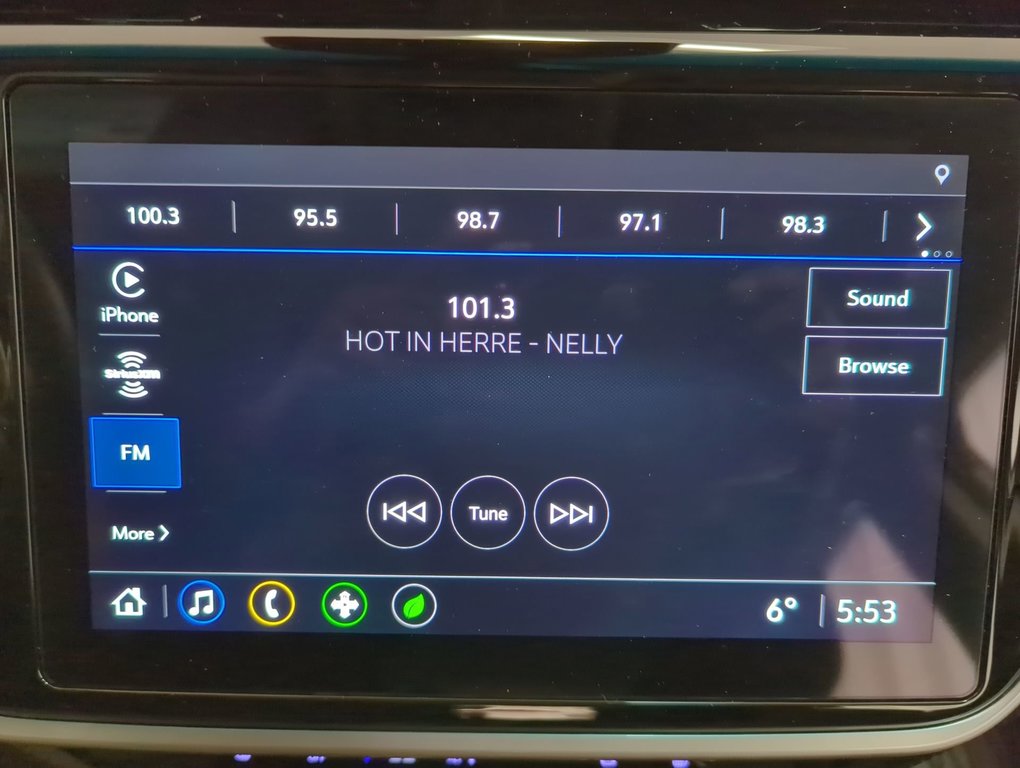 100.3 95.5 98.7 97.1 98.3
iPhone
SiriusXM
FM
More
101.3
HOT IN HERRE - NELLY
Tune
Sound
Browse
6° 5:53